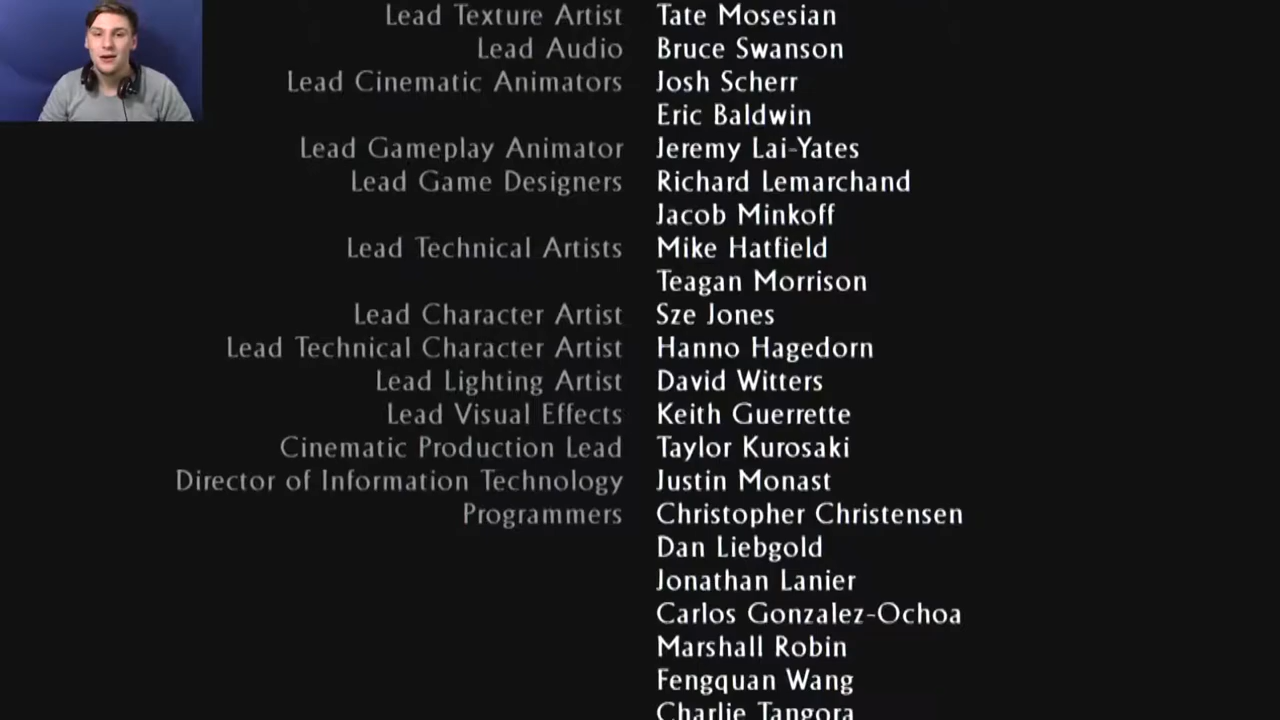 Lead Texture Artist Tate Mosesian
Lead Audio Bruce Swanson
Lead Cinematic Animators Josh Scherr
Eric Baldwin
Lead Gameplay Animator Jeremy Lai-Yates
Lead Game Designers Richard Lemarchand
Jacob Minkoff
Lead Technical Artists Mike Hatfield
Teagan Morrison
Lead Character Artist Sze Jones
Lead Technical Character Artist Hanno Hagedorn
Lead Lighting Artist David Witters
Lead Visual Effects Keith Guerrette
Cinematic Production Lead Taylor Kurosaki
Director of Information Technology Justin Monast
Programmers Christopher Christensen
Dan Liebgold
Jonathan Lanier
Carlos Gonzalez-Ochoa
Marshall Robin
Fengquan Wang
Charlie Tangora